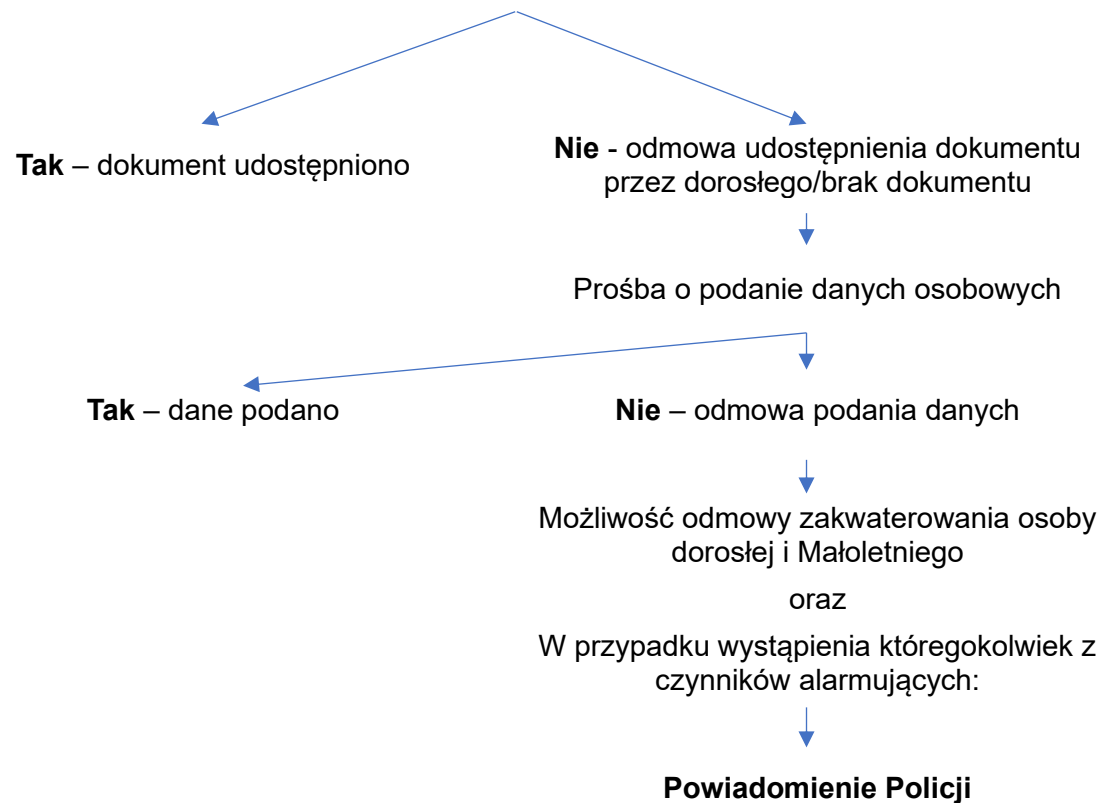 Tak – dokument udostępniono
Nie - odmowa udostępnienia dokumentu
przez dorosłego/brak dokumentu
Prośba o podanie danych osobowych
Tak – dane podano
Nie – odmowa podania danych
Możliwość odmowy zakwaterowania osoby
dorosłej i Małoletniego
oraz
W przypadku wystąpienia któregokolwiek z
czynników alarmujących:
Powiadomienie Policji